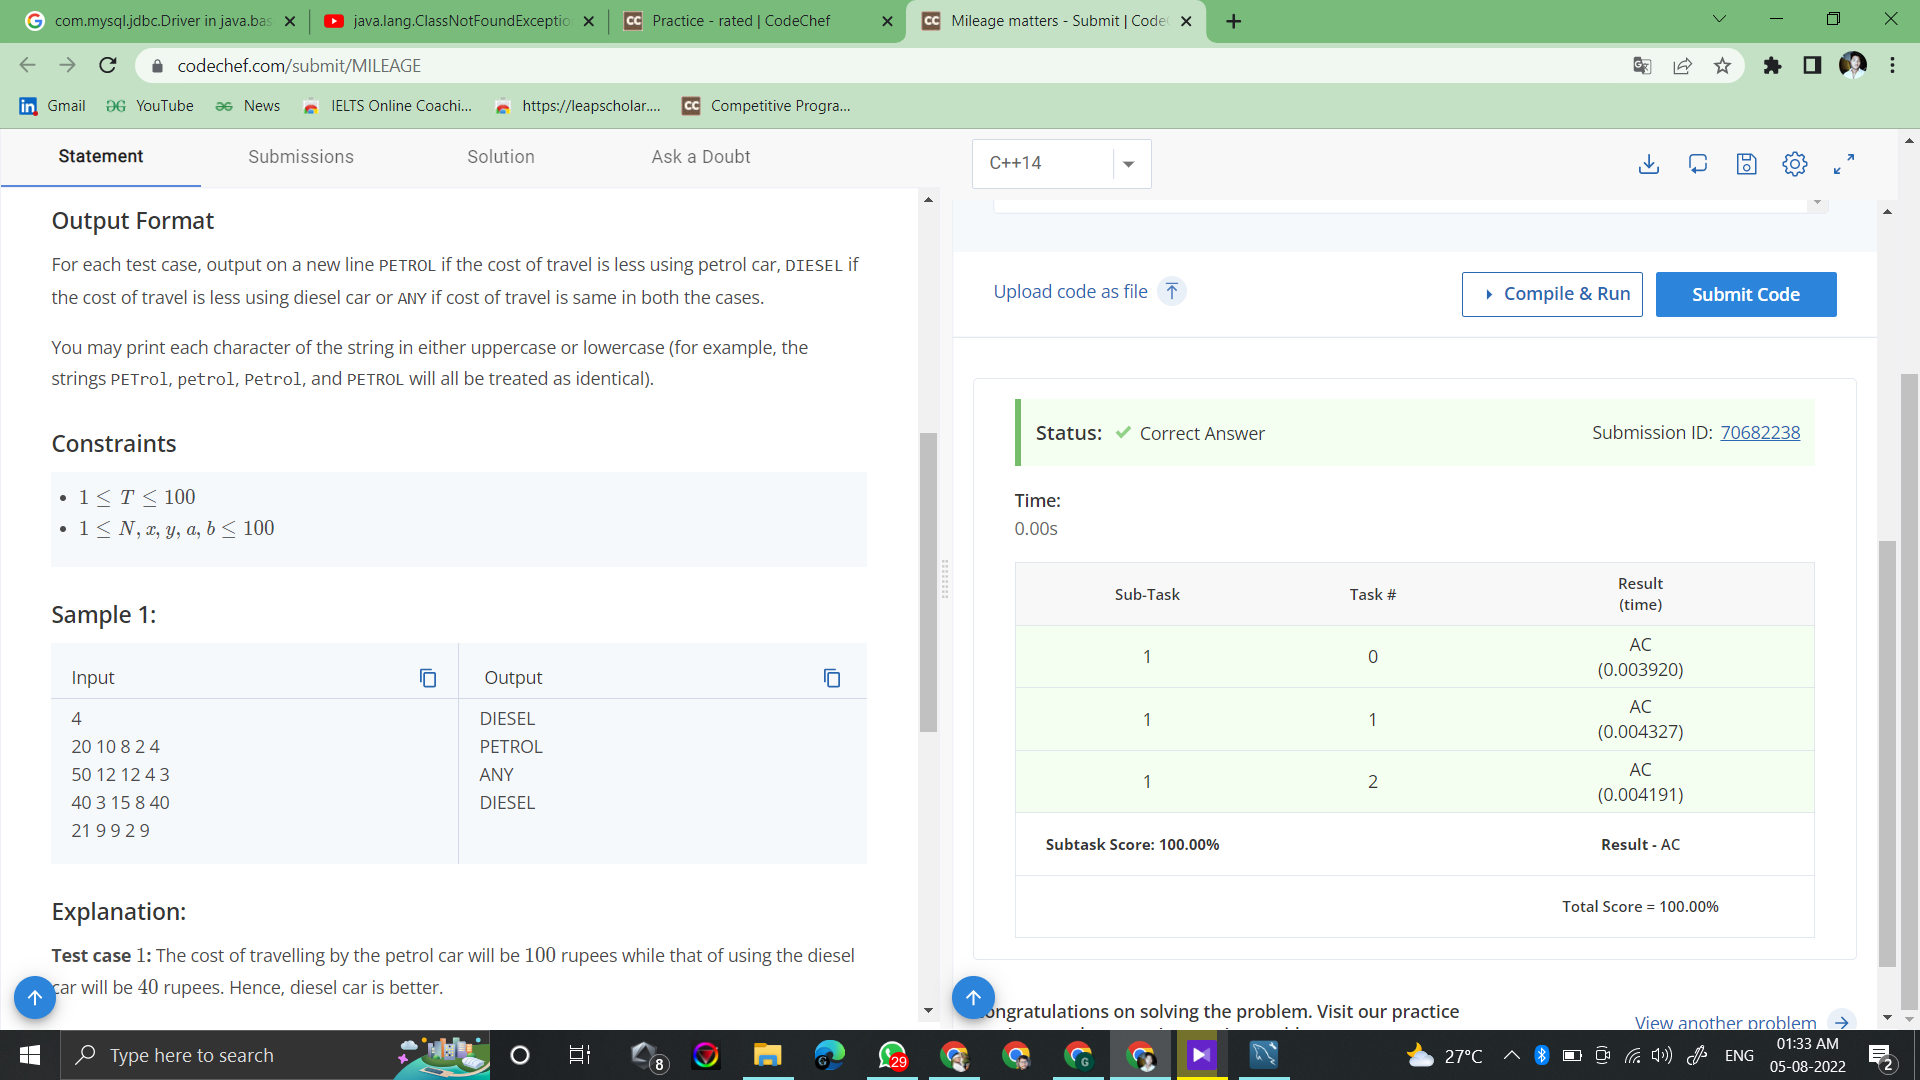 com.mysql.jdbc.Driver in java.bas
java.lang.ClassNotFoundExceptio
CC Practice - rated | CodeChef
CC Mileage matters - Submit | Code
codechef.com/submit/MILEAGE
Gmail YouTube News IELTS Online Coachi... https://leapscholar.... CC Competitive Progra...
Statement Submissions Solution Ask a Doubt
C++14
Output Format
For each test case, output on a new line PETROL if the cost of travel is less using petrol car, DIESEL if
the cost of travel is less using diesel car or ANY if cost of travel is same in both the cases.
You may print each character of the string in either uppercase or lowercase (for example, the
strings PETrol, petrol, Petrol, and PETROL will all be treated as identical).
Constraints
• 1 ≤ T ≤ 100
• 1 ≤ N, x, y, a, b ≤ 100
Sample 1:
Input Output
4
20 10 8 2 4
50 12 12 4 3
40 3 15 8 40
21 9 9 2 9
DIESEL
PETROL
ANY
DIESEL
Explanation:
Test case 1: The cost of travelling by the petrol car will be 100 rupees while that of using the diesel
car will be 40 rupees. Hence, diesel car is better.
Upload code as file
Compile & Run
Submit Code
Status: Correct Answer Submission ID: 70682238
Time:
0.00s
Sub-Task Task # Result
(time)
1 0 AC
(0.003920)
1 1 AC
(0.004327)
1 2 AC
(0.004191)
Subtask Score: 100.00% Result - AC
Total Score = 100.00%
ongratulations on solving the problem. Visit our practice
View another problem
Type here to search
8
29
27°C
ENG
01:33 AM
05-08-2022
2